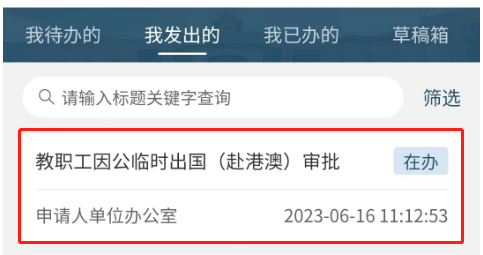 我待办的 我发出的 我已办的 草稿箱
请输入标题关键字查询 筛选
教职工因公临时出国（赴港澳）审批 在办
申请人单位办公室 2023-06-16 11:12:53